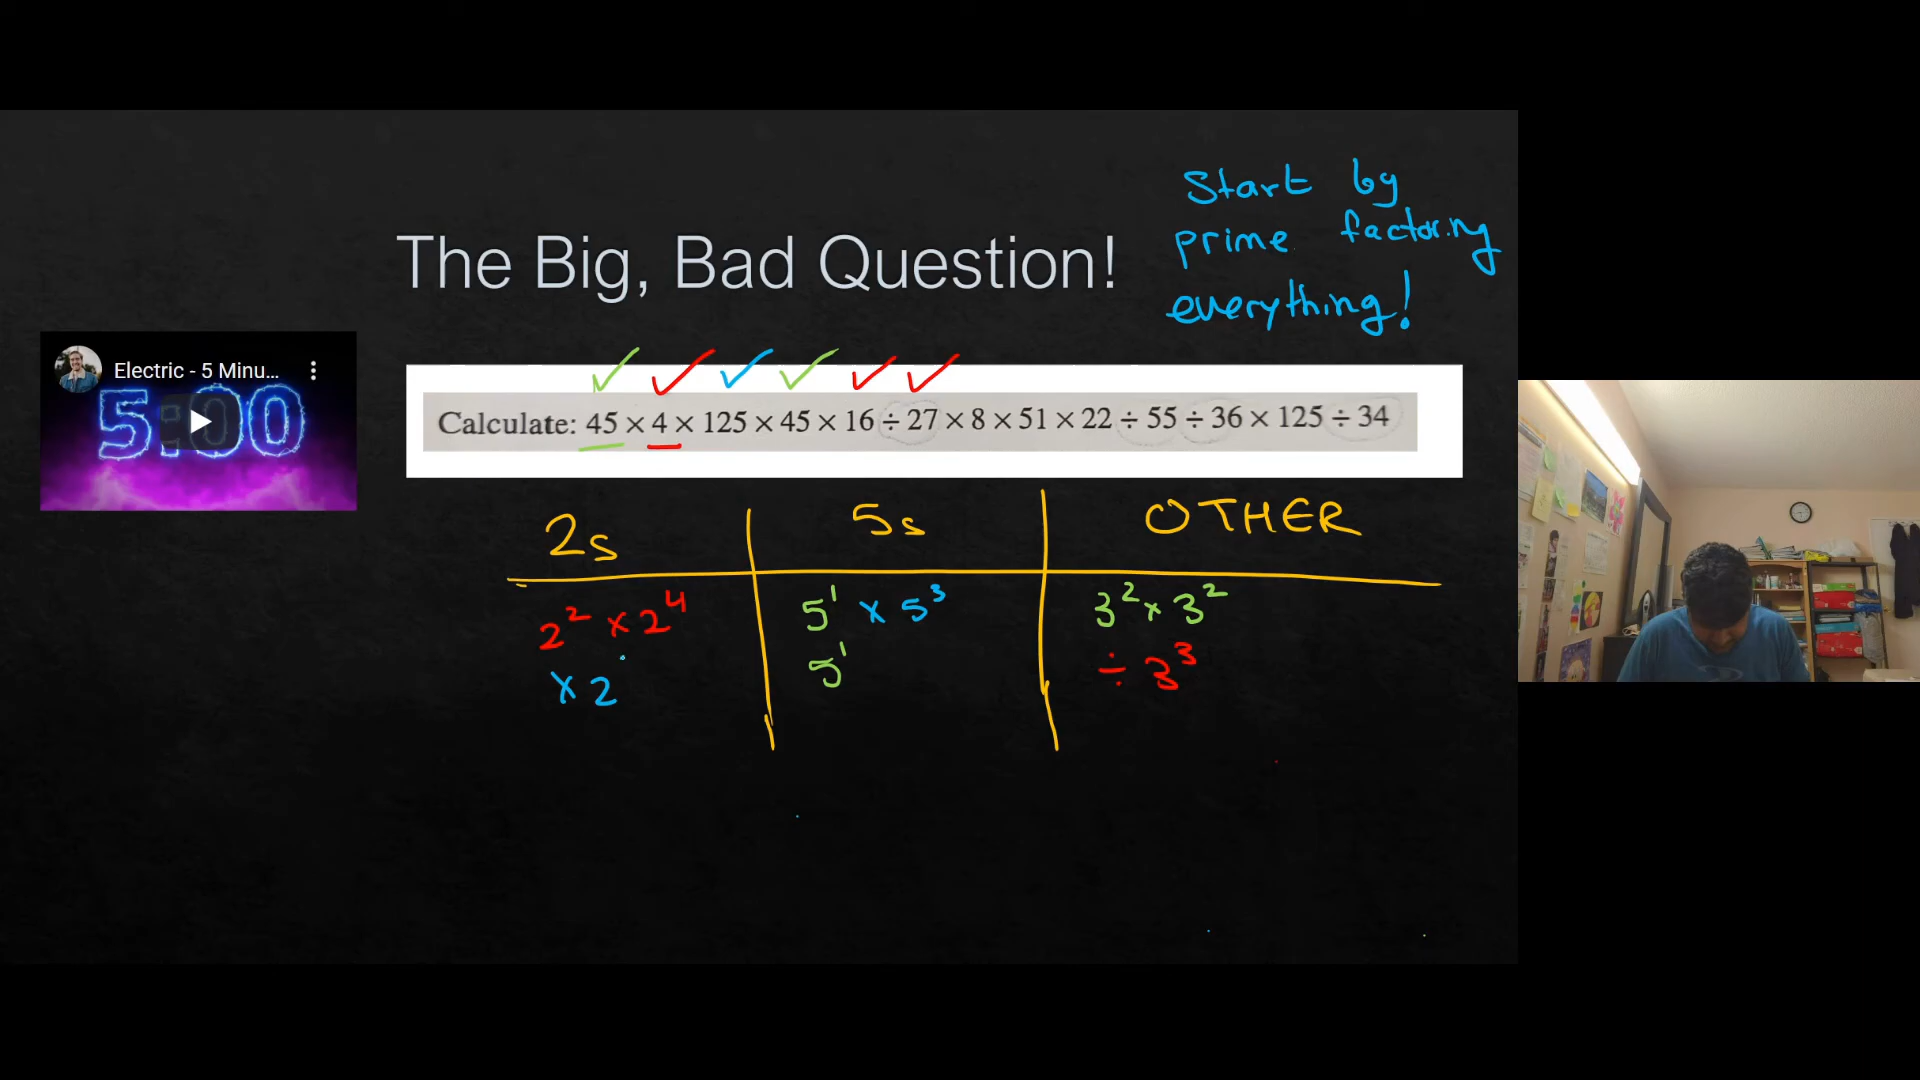 Start by
prime factoring
everything!
The Big, Bad Question!
Electric - 5 Minu...
5:00
Calculate: 45 × 4 × 125 × 45 × 16 ÷ 27 × 8 × 51 × 22 ÷ 55 ÷ 36 × 125 ÷ 34
2s 5s OTHER
2² × 2⁴ 5¹ × 5³ 3² × 3²
× 2 5¹ ÷ 3³